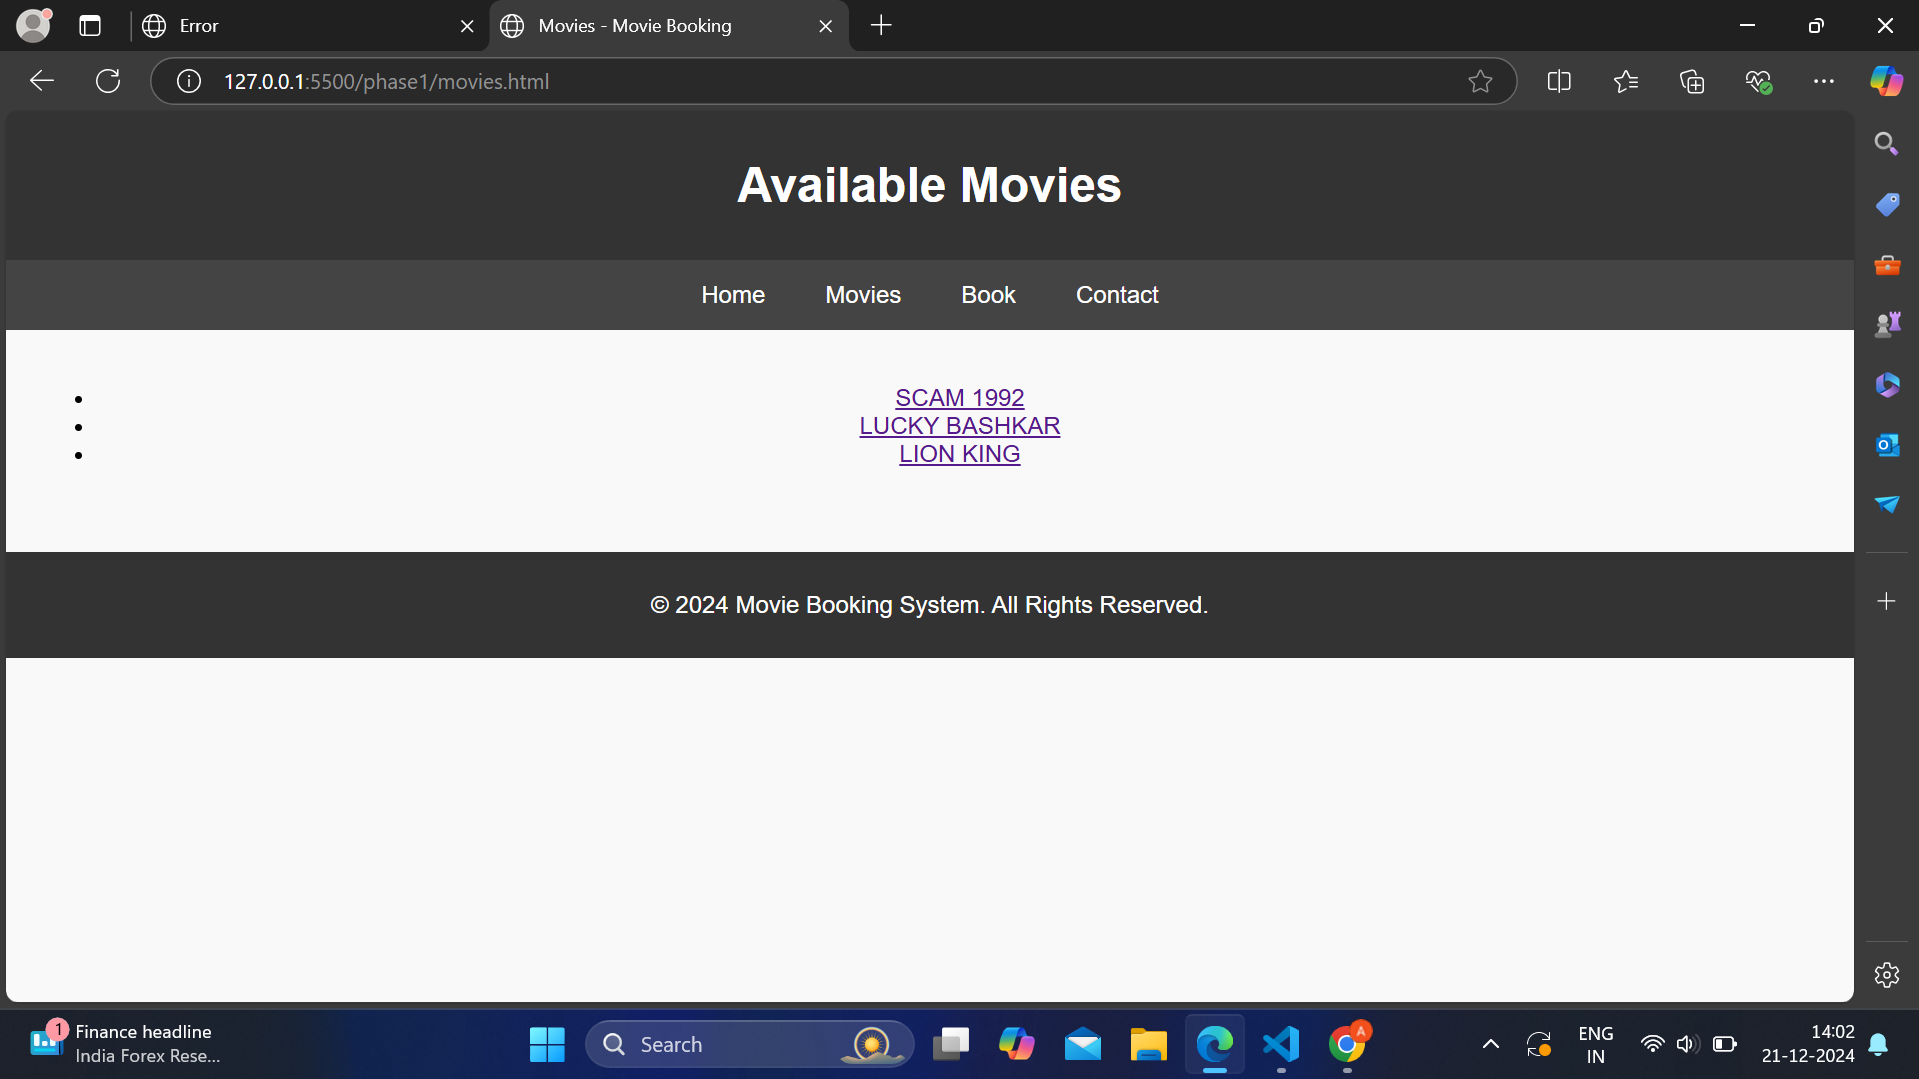 Error
Movies - Movie Booking
127.0.0.1:5500/phase1/movies.html
Available Movies
Home Movies Book Contact
SCAM 1992
LUCKY BASHKAR
LION KING
© 2024 Movie Booking System. All Rights Reserved.
1
Finance headline
India Forex Rese...
Search
A
ENG
IN
14:02
21-12-2024